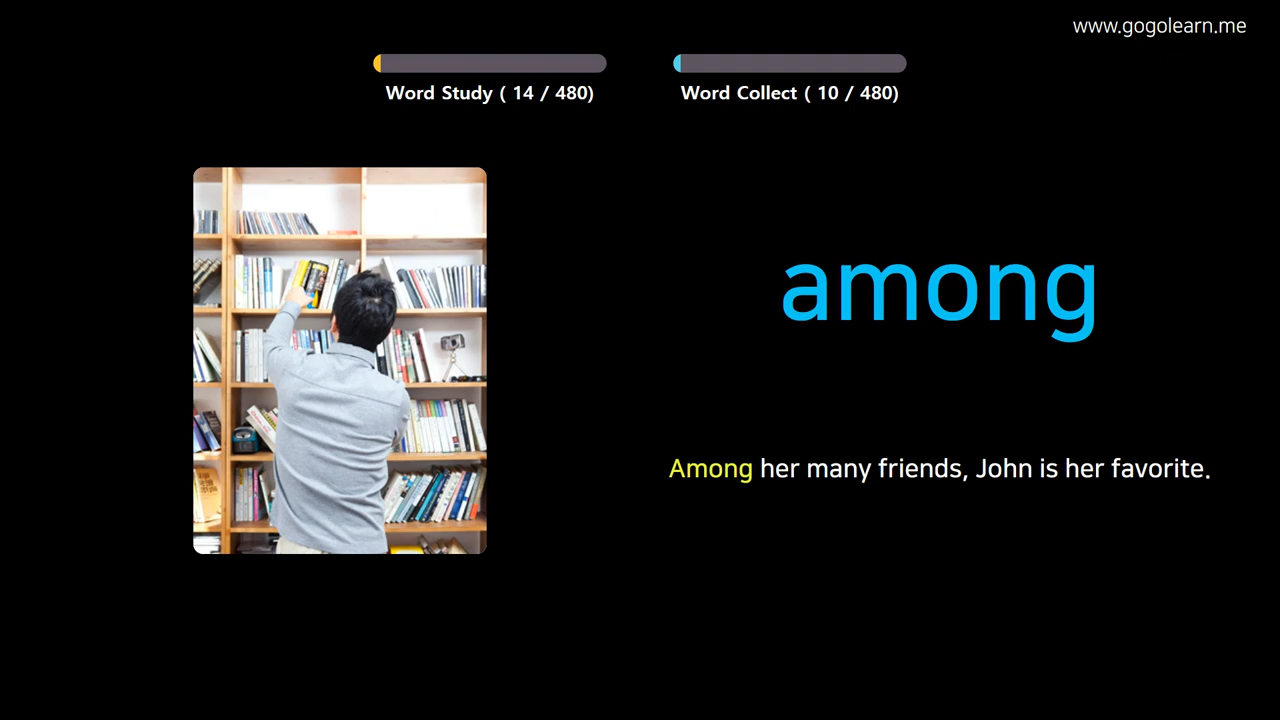 www.gogolearn.me
Word Study ( 14 / 480)
Word Collect ( 10 / 480)
among
Among her many friends, John is her favorite.